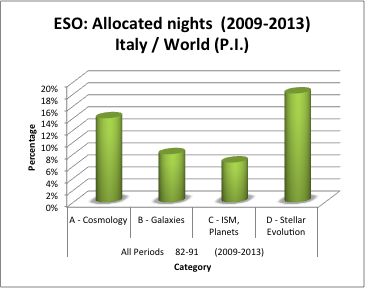 ESO: Allocated nights (2009-2013)
Italy / World (P.I.)
Percentage
20%
18%
16%
14%
12%
10%
8%
6%
4%
2%
0%
A - Cosmology
B - Galaxies
C - ISM,
Planets
D - Stellar
Evolution
All Periods 82-91 (2009-2013)
Category